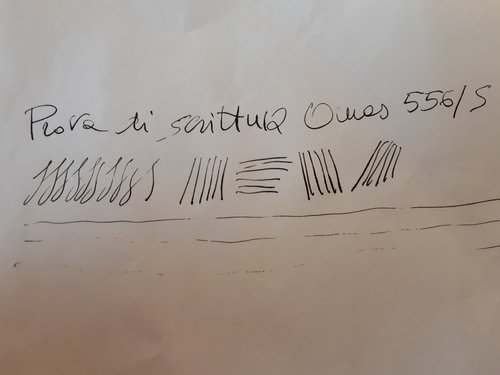 Prova di scrittura Omas 556/S